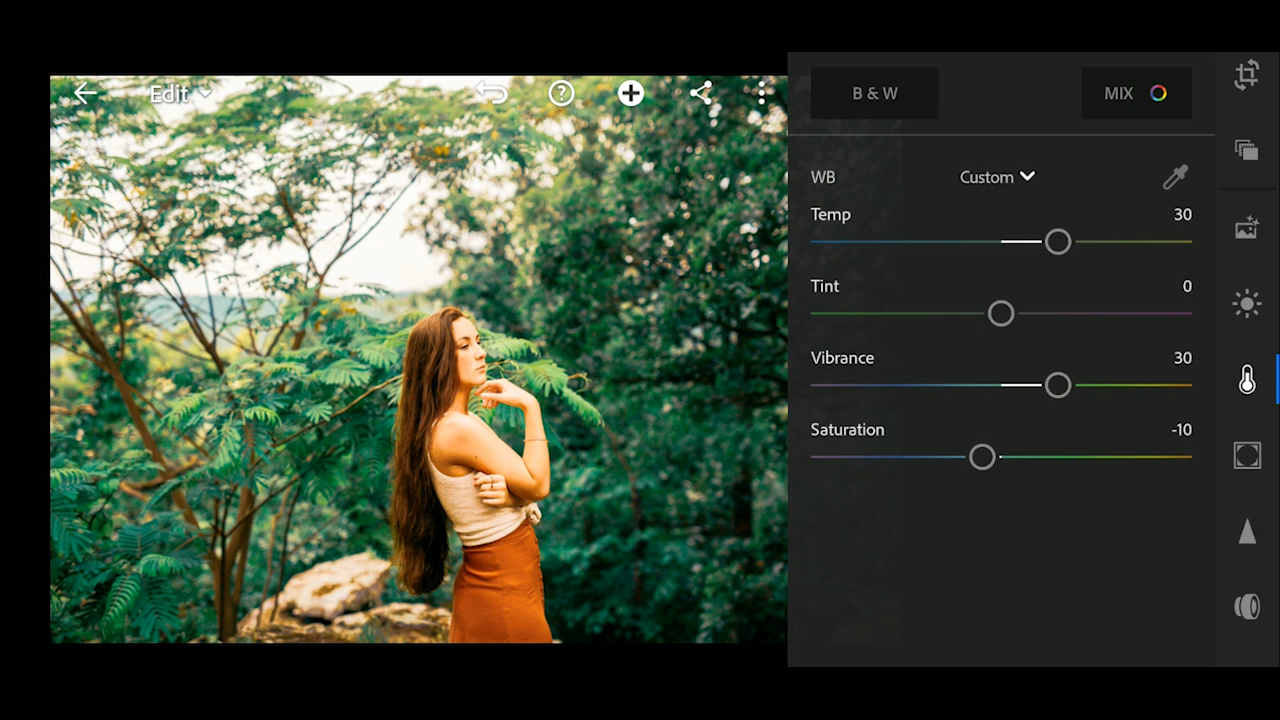 Edit
B & W
MIX
WB
Custom
Temp
30
Tint
0
Vibrance
30
Saturation
-10